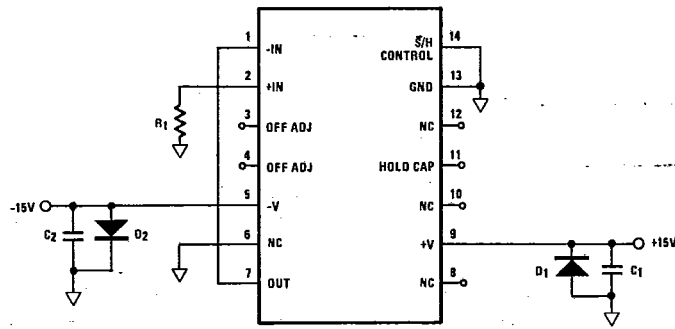 1 -IN
2 +IN
R1
3 OFF ADJ
4 OFF ADJ
-15V
5 -V
C2
D2
6 NC
7 OUT
S/H
CONTROL 14
GND 13
NC 12
HOLD CAP 11
NC 10
+V 9
+15V
D1
C1
NC 8